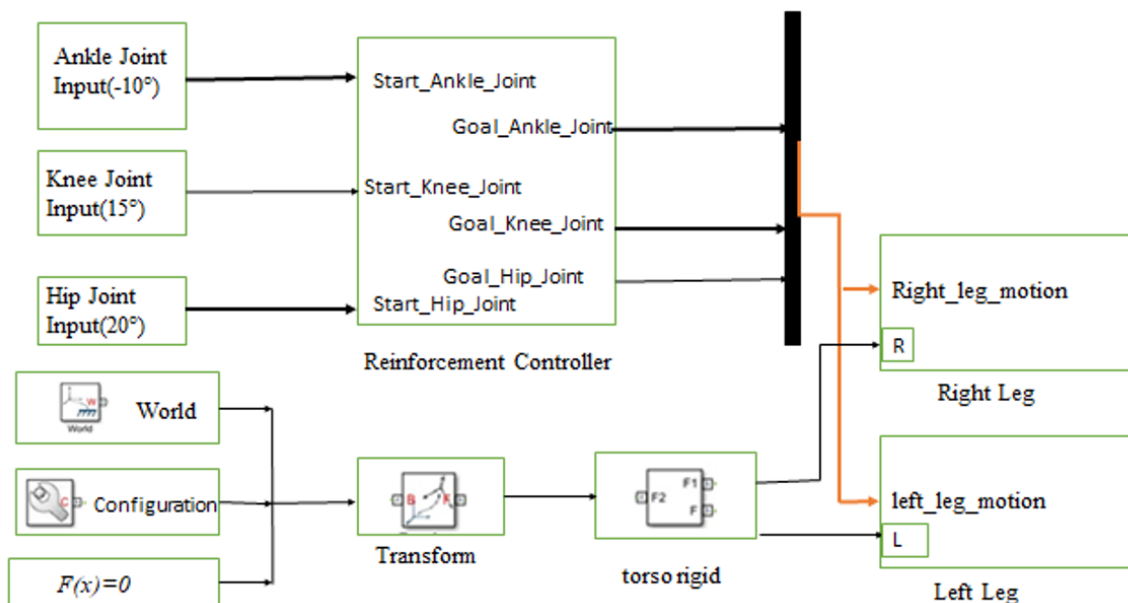 Ankle Joint
Input(-10°)
Start_Ankle_Joint
Goal_Ankle_Joint
Knee Joint
Input(15°)
Start_Knee_Joint
Goal_Knee_Joint
Hip Joint
Input(20°)
Goal_Hip_Joint
Start_Hip_Joint
Reinforcement Controller
Right_leg_motion
R
Right Leg
W
World
World
C
Configuration
F(x)=0
B
F
Transform
F2
F1
F
torso rigid
left_leg_motion
L
Left Leg